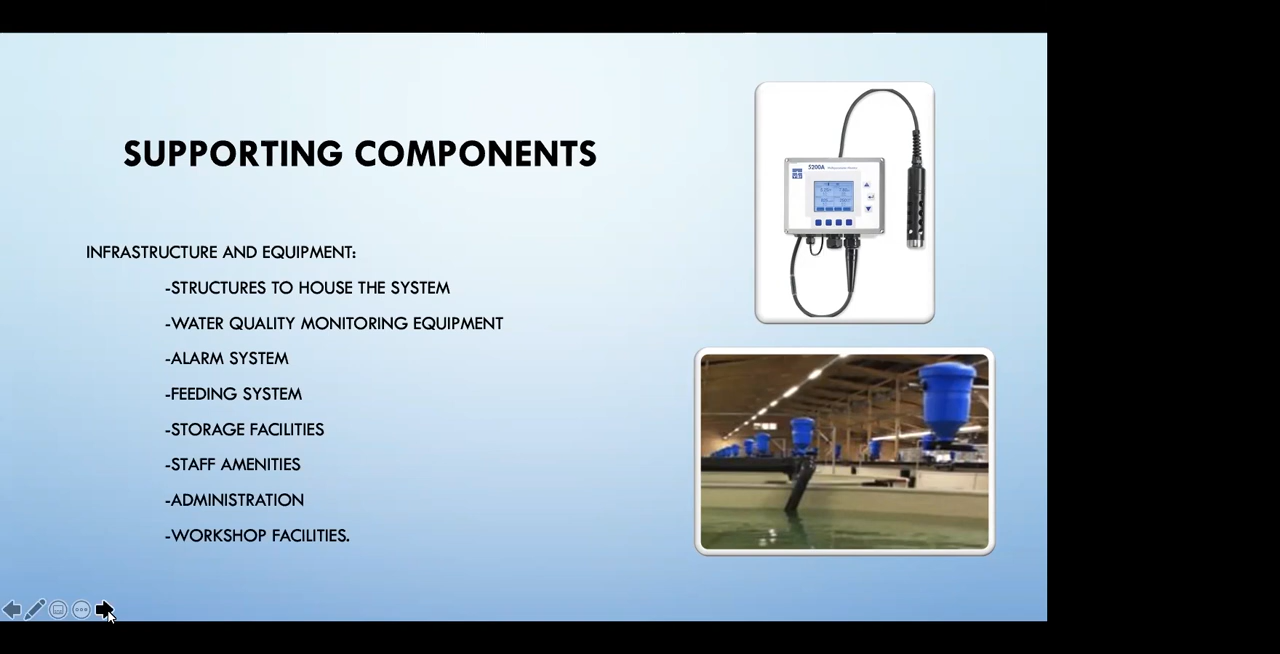 SUPPORTING COMPONENTS
INFRASTRUCTURE AND EQUIPMENT:
-STRUCTURES TO HOUSE THE SYSTEM
-WATER QUALITY MONITORING EQUIPMENT
-ALARM SYSTEM
-FEEDING SYSTEM
-STORAGE FACILITIES
-STAFF AMENITIES
-ADMINISTRATION
-WORKSHOP FACILITIES.
5200A